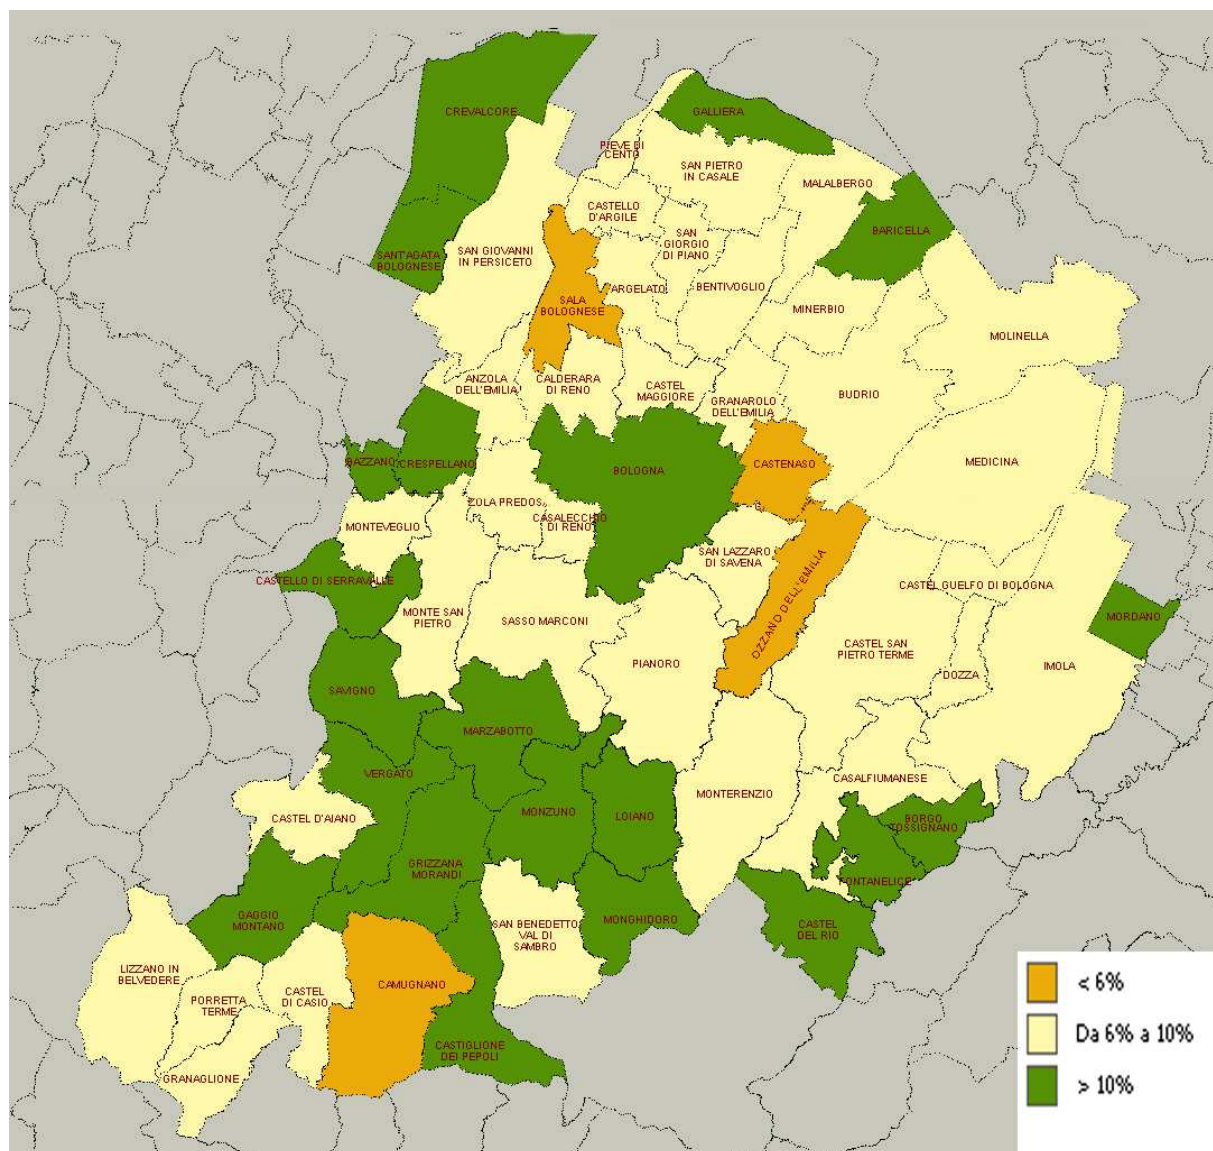 CREVALCORE
GALLIERA
PIEVE DI
CENTO
SAN PIETRO
IN CASALE
MALALBERGO
CASTELLO
D'ARGILE
BARICELLA
SANT'AGATA
BOLOGNESE
SAN GIOVANNI
IN PERSICETO
SAN
GIORGIO
DI PIANO
ARGELATO
BENTIVOGLIO
SALA
BOLOGNESE
MINERBIO
MOLINELLA
ANZOLA
DELL'EMILIA
CALDERARA
DI RENO
CASTEL
MAGGIORE
GRANAROLO
DELL'EMILIA
BUDRIO
BAZZANO
CRESPELLANO
BOLOGNA
CASTENASO
MEDICINA
ZOLA PREDOS.
MONTEVEGLIO
CASALECCHIO
DI RENO
SAN LAZZARO
DI SAVENA
OZZANO DELL'EMILIA
CASTELLO DI SERRAVALLE
CASTEL GUELFO DI BOLOGNA
MONTE SAN
PIETRO
SASSO MARCONI
MORDANO
CASTEL SAN
PIETRO TERME
PIANORO
DOZZA
IMOLA
SAVIGNO
MARZABOTTO
VERGATO
CASALFIUMANESE
MONTERENZIO
CASTEL D'AIANO
MONZUNO
LOIANO
BORGO
TOSSIGNANO
GRIZZANA
MORANDI
FONTANELICE
GAGGIO
MONTANO
SAN BENEDETTO
VAL DI
SAMBRO
MONGHIDORO
CASTEL
DEL RIO
LIZZANO IN
BELVEDERE
PORRETTA
TERME
CASTEL
DI CASIO
CAMUGNANO
CASTIGLIONE
DEI PEPOLI
GRANAGLIONE
< 6%
Da 6% a 10%
> 10%